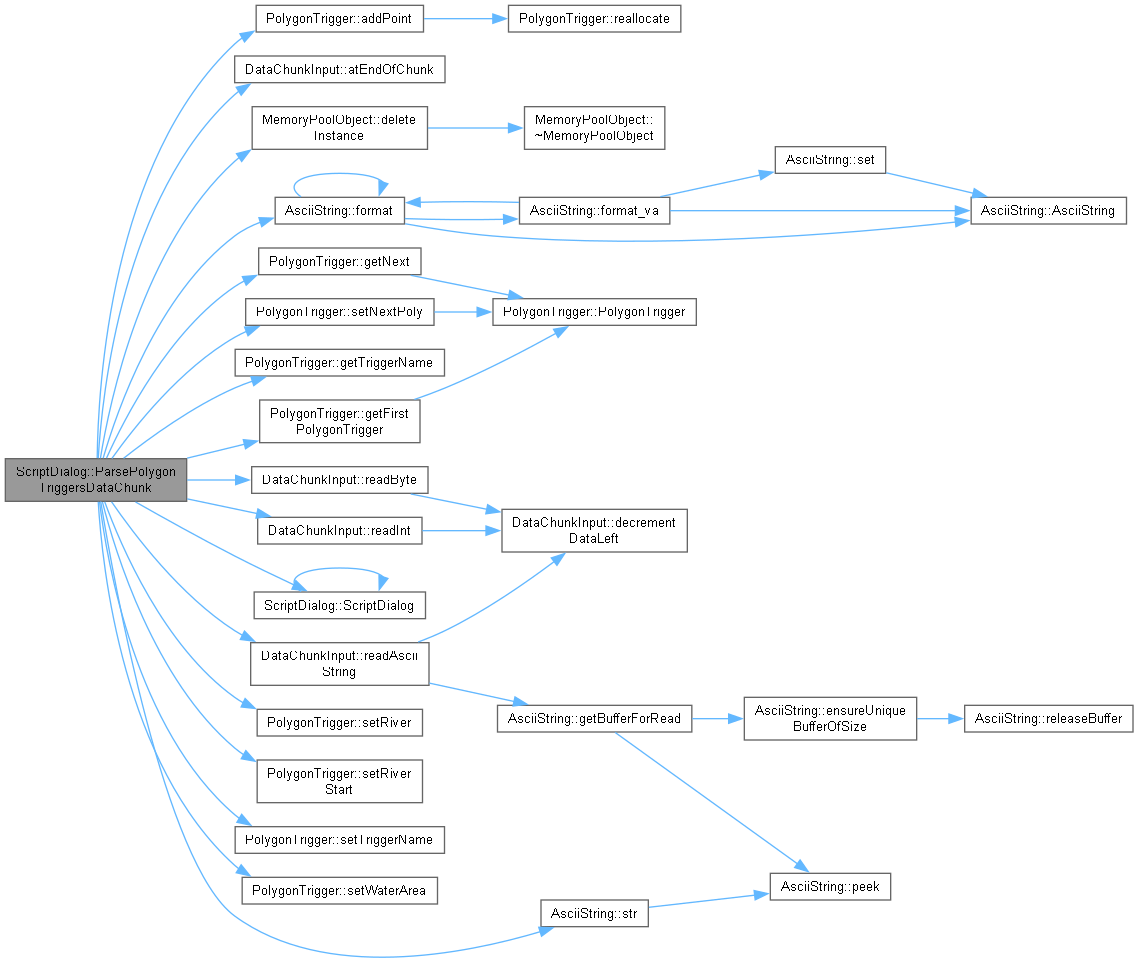 PolygonTrigger::addPoint
PolygonTrigger::reallocate
DataChunkInput::atEndOfChunk
MemoryPoolObject::delete
Instance
MemoryPoolObject::
~MemoryPoolObject
AsciiString::set
AsciiString::format
AsciiString::format_va
AsciiString::AsciiString
PolygonTrigger::getNext
PolygonTrigger::setNextPoly
PolygonTrigger::PolygonTrigger
PolygonTrigger::getTriggerName
PolygonTrigger::getFirst
PolygonTrigger
ScriptDialog::ParsePolygon
TriggersDataChunk
DataChunkInput::readByte
DataChunkInput::readInt
DataChunkInput::decrement
DataLeft
ScriptDialog::ScriptDialog
DataChunkInput::readAscii
String
PolygonTrigger::setRiver
AsciiString::getBufferForRead
AsciiString::ensureUnique
BufferOfSize
AsciiString::releaseBuffer
PolygonTrigger::setRiver
Start
PolygonTrigger::setTriggerName
PolygonTrigger::setWaterArea
AsciiString::peek
AsciiString::str